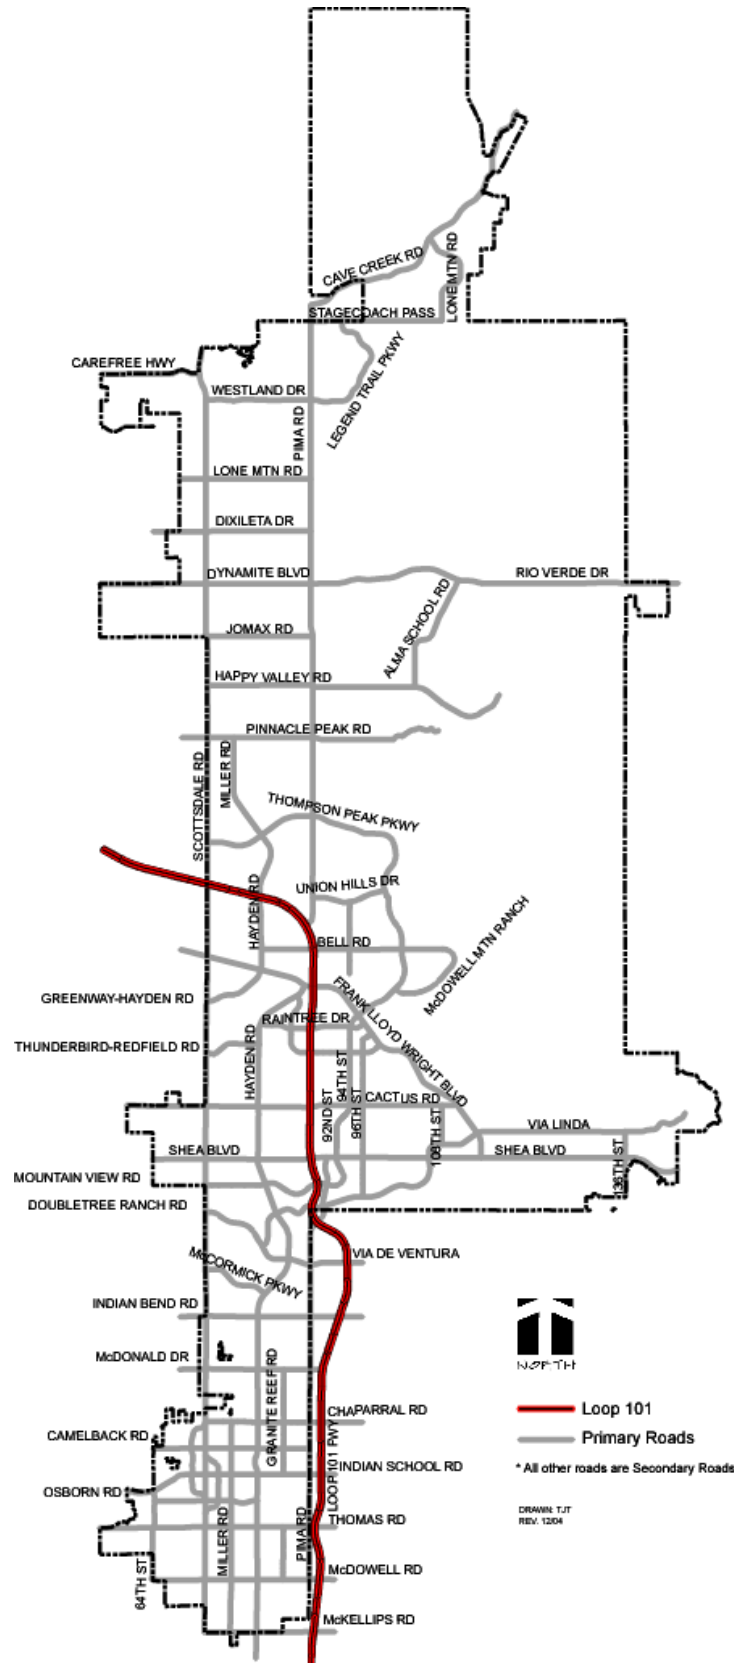 CAVE CREEK RD
LONE MTN RD
STAGECOACH PASS
CAREFREE HWY
LEGEND TRAIL PKWY
WESTLAND DR
PIMA RD
LONE MTN RD
DIXILETA DR
DYNAMITE BLVD
RIO VERDE DR
ALMA SCHOOL RD
JOMAX RD
HAPPY VALLEY RD
PINNACLE PEAK RD
SCOTTSDALE RD
MILLER RD
THOMPSON PEAK PKWY
UNION HILLS DR
HAYDEN RD
BELL RD
McDOWELL MTN RANCH
GREENWAY-HAYDEN RD
FRANK LLOYD WRIGHT BLVD
RAINTREE DR
THUNDERBIRD-REDFIELD RD
HAYDEN RD
94TH ST
92ND ST
96TH ST
CACTUS RD
108TH ST
VIA LINDA
SHEA BLVD
SHEA BLVD
136TH ST
MOUNTAIN VIEW RD
DOUBLETREE RANCH RD
VIA DE VENTURA
McCORMICK PKWY
INDIAN BEND RD
McDONALD DR
GRANITE REEF RD
CHAPARRAL RD
CAMELBACK RD
LOOP 101 FWY
INDIAN SCHOOL RD
OSBORN RD
THOMAS RD
MILLER RD
PIMA RD
64TH ST
McDOWELL RD
McKELLIPS RD
NORTH
Loop 101
Primary Roads
* All other roads are Secondary Roads
DRAWN: TJT
REV. 12/04